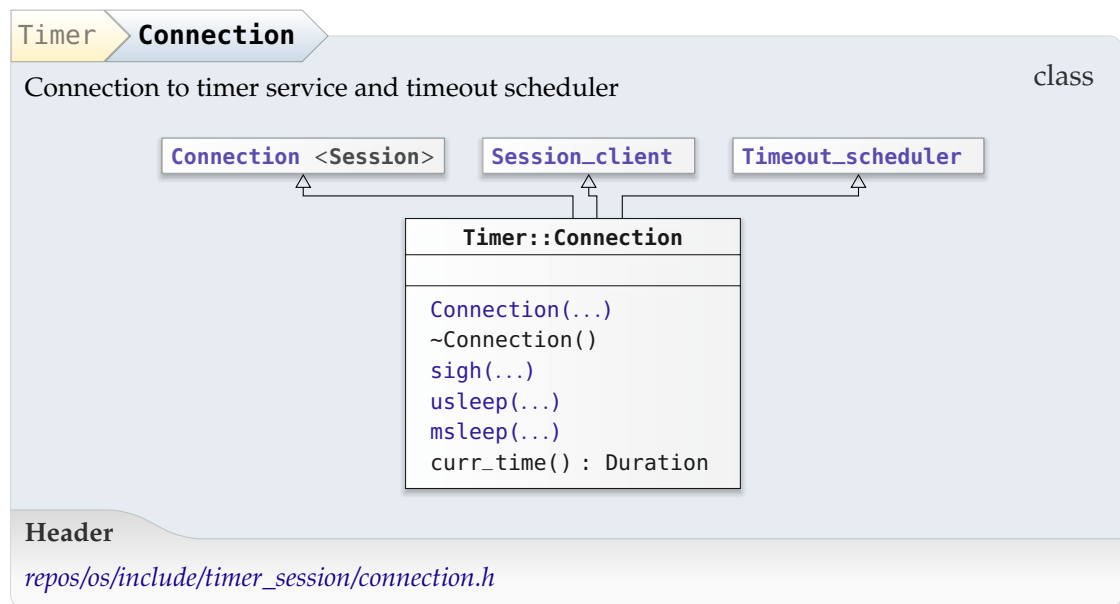 Timer Connection
class
Connection to timer service and timeout scheduler
Connection <Session> Session_client Timeout_scheduler
Timer::Connection
Connection(...)
~Connection()
sigh(...)
usleep(...)
msleep(...)
curr_time() : Duration
Header
repos/os/include/timer_session/connection.h